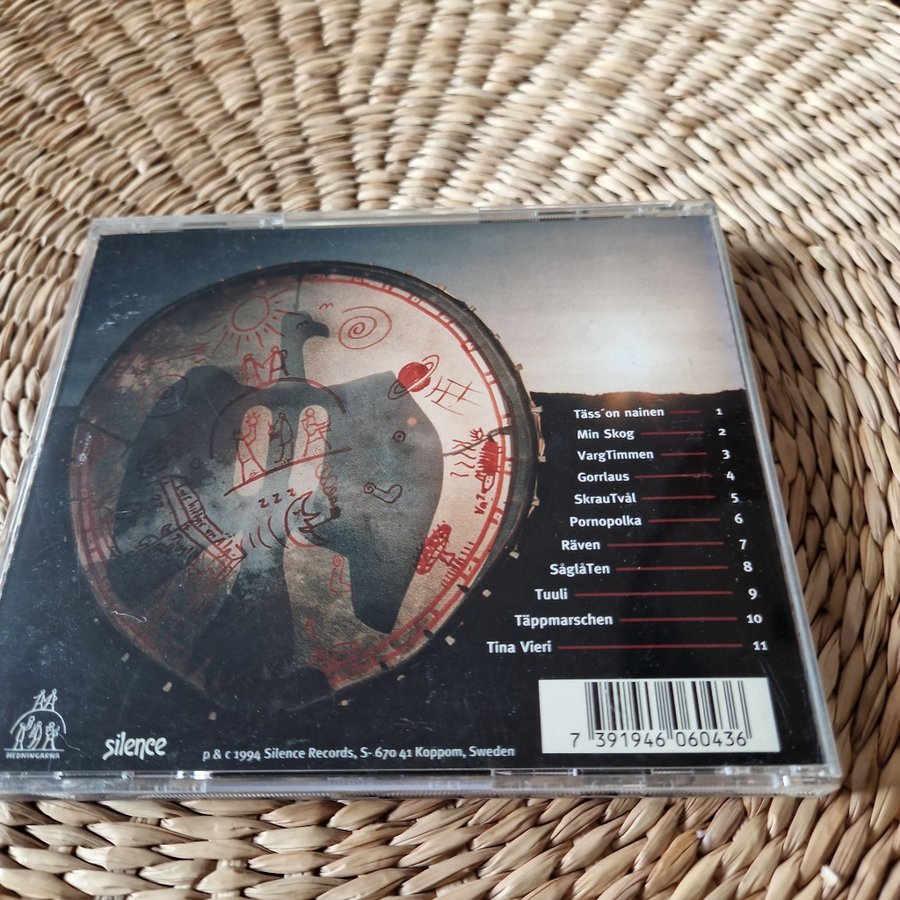 Täss´on nainen 1
Min Skog 2
VargTimmen 3
Gorrlaus 4
SkrauTvål 5
Pornopolka 6
Räven 7
SåglåTen 8
Tuuli 9
Täppmarschen 10
Tina Vieri 11
zzz
Va?
HEDNINGARNA
silence
p & c 1994 Silence Records, S- 670 41 Koppom, Sweden
7 391946 060436